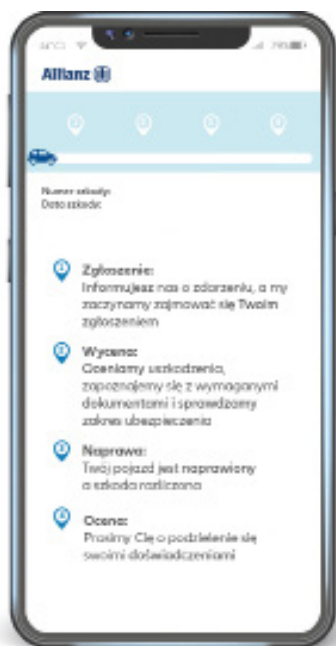 Allianz
Numer szkody:
Data szkody:
Zgłoszenie:
Informujesz nas o zdarzeniu, a my
zaczynamy zajmować się Twoim
zgłoszeniem
Wycena:
Oceniamy uszkodzenia,
zapoznajemy się z wymaganymi
dokumentami i sprawdzamy
zakres ubezpieczenia
Naprawa:
Twój pojazd jest naprawiony
a szkoda rozliczona
Ocena:
Prosimy Cię o podzielenie się
swoimi doświadczeniami